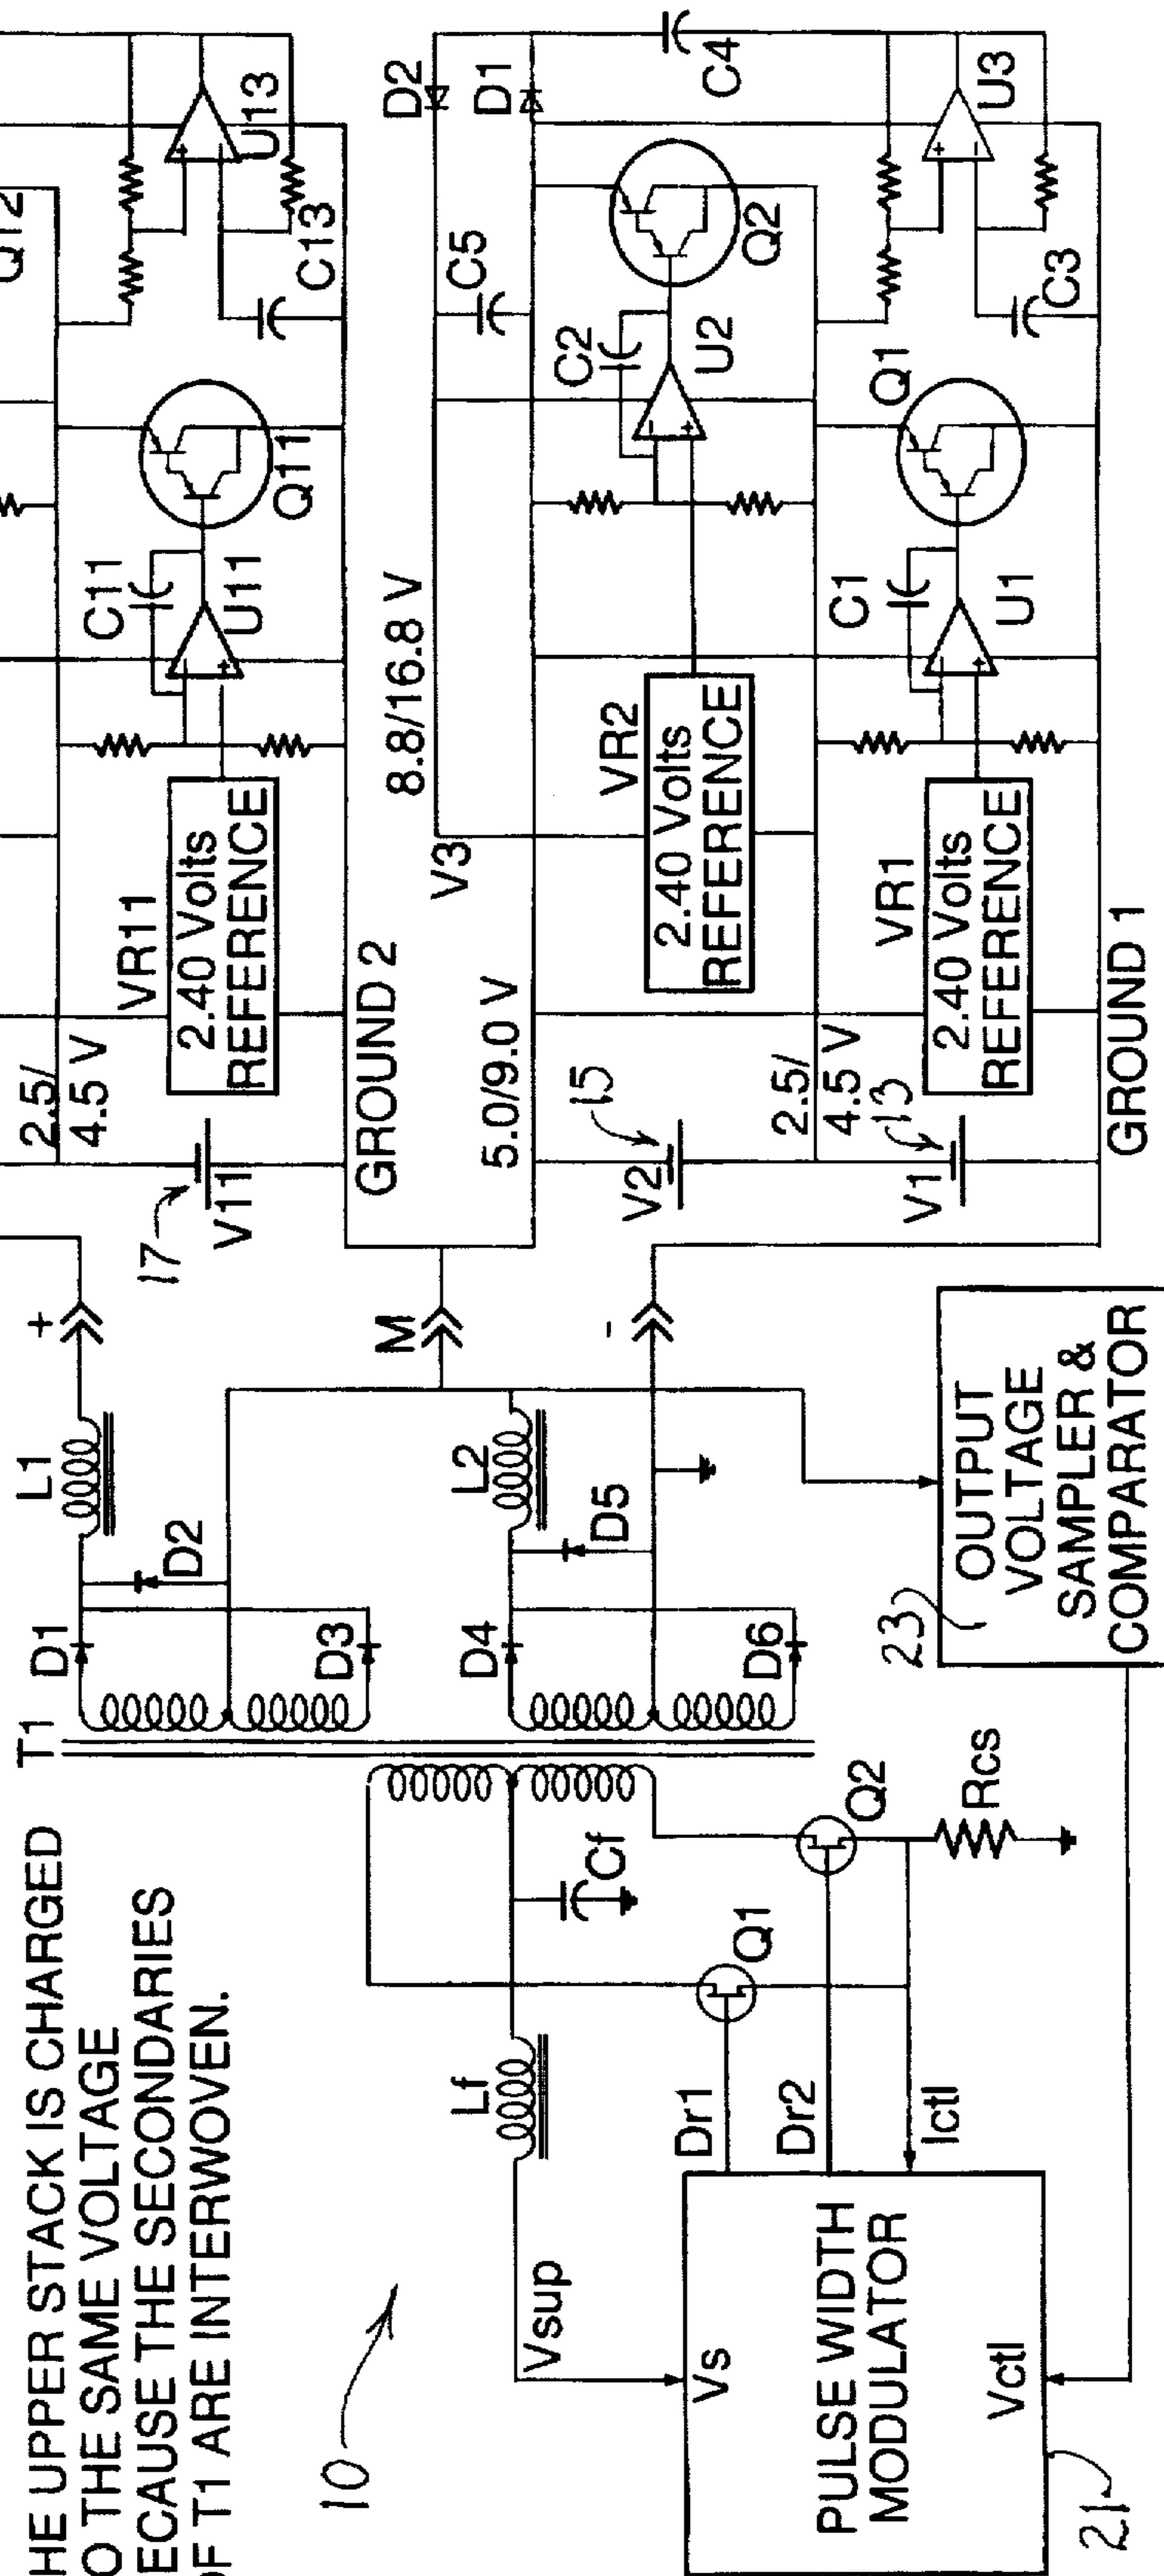 HE UPPER STACK IS CHARGED
O THE SAME VOLTAGE
ECAUSE THE SECONDARIES
OF T1 ARE INTERWOVEN.
10
Vsup
Vs
PULSE WIDTH
MODULATOR
Vctl
21
Dr1
Dr2
Ictl
Lf
Cf
Q1
Q2
Rcs
T1
D1
D2
D3
D4
D5
D6
L1
L2
+
M
-
23
OUTPUT
VOLTAGE
SAMPLER &
COMPARATOR
17
V11
2.5/
4.5 V
VR11
2.40 Volts
REFERENCE
GROUND 2
C11
U11
Q11
Q12
C13
U13
+
+
5.0/9.0 V
V3
8.8/16.8 V
15
V2
VR2
2.40 Volts
REFERENCE
C2
U2
–
+
C5
Q2
D2
D1
C4
2.5/
4.5 V
13
V1
VR1
2.40 Volts
REFERENCE
GROUND 1
C1
U1
+
Q1
C3
U3
+
–